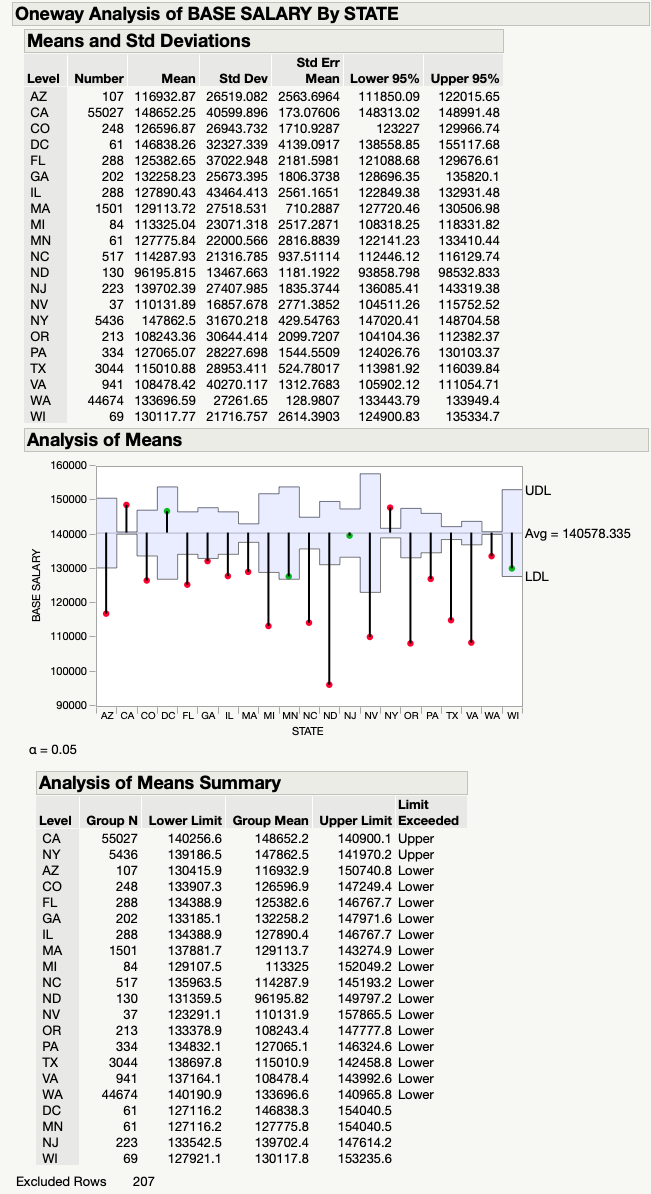 Oneway Analysis of BASE SALARY By STATE
Means and Std Deviations
Std Err
Level Number Mean Std Dev Mean Lower 95% Upper 95%
AZ 107 116932.87 26519.082 2563.6964 111850.09 122015.65
CA 55027 148652.25 40599.896 173.07606 148313.02 148991.48
CO 248 126596.87 26943.732 1710.9287 123227 129966.74
DC 61 146838.26 32327.339 4139.0917 138558.85 155117.68
FL 288 125382.65 37022.948 2181.5981 121088.68 129676.61
GA 202 132258.23 25673.395 1806.3738 128696.35 135820.1
IL 288 127890.43 43464.413 2561.1651 122849.38 132931.48
MA 1501 129113.72 27518.531 710.2887 127720.46 130506.98
MI 84 113325.04 23071.318 2517.2871 108318.25 118331.82
MN 61 127775.84 22000.566 2816.8839 122141.23 133410.44
NC 517 114287.93 21316.785 937.51114 112446.12 116129.74
ND 130 96195.815 13467.663 1181.1922 93858.798 98532.833
NJ 223 139702.39 27407.985 1835.3744 136085.41 143319.38
NV 37 110131.89 16857.678 2771.3852 104511.26 115752.52
NY 5436 147862.5 31670.218 429.54763 147020.41 148704.58
OR 213 108243.36 30644.414 2099.7207 104104.36 112382.37
PA 334 127065.07 28227.698 1544.5509 124026.76 130103.37
TX 3044 115010.88 28953.411 524.78017 113981.92 116039.84
VA 941 108478.42 40270.117 1312.7683 105902.12 111054.71
WA 44674 133696.59 27261.65 128.9807 133443.79 133949.4
WI 69 130117.77 21716.757 2614.3903 124900.83 135334.7
Analysis of Means
160000
150000
140000
130000
120000
110000
100000
90000
BASE SALARY
UDL
Avg = 140578.335
LDL
AZ CA CO DC FL GA IL MA MI MN NC ND NJ NV NY OR PA TX VA WA WI
STATE
α = 0.05
Analysis of Means Summary
Limit
Level Group N Lower Limit Group Mean Upper Limit Exceeded
CA 55027 140256.6 148652.2 140900.1 Upper
NY 5436 139186.5 147862.5 141970.2 Upper
AZ 107 130415.9 116932.9 150740.8 Lower
CO 248 133907.3 126596.9 147249.4 Lower
FL 288 134388.9 125382.6 146767.7 Lower
GA 202 133185.1 132258.2 147971.6 Lower
IL 288 134388.9 127890.4 146767.7 Lower
MA 1501 137881.7 129113.7 143274.9 Lower
MI 84 129107.5 113325 152049.2 Lower
NC 517 135963.5 114287.9 145193.2 Lower
ND 130 131359.5 96195.82 149797.2 Lower
NV 37 123291.1 110131.9 157865.5 Lower
OR 213 133378.9 108243.4 147777.8 Lower
PA 334 134832.1 127065.1 146324.6 Lower
TX 3044 138697.8 115010.9 142458.8 Lower
VA 941 137164.1 108478.4 143992.6 Lower
WA 44674 140190.9 133696.6 140965.8 Lower
DC 61 127116.2 146838.3 154040.5
MN 61 127116.2 127775.8 154040.5
NJ 223 133542.5 139702.4 147614.2
WI 69 127921.1 130117.8 153235.6
Excluded Rows 207